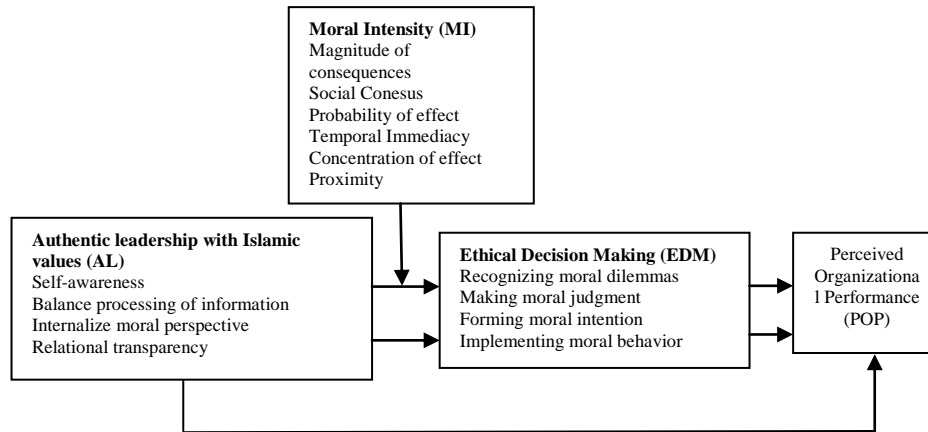 Moral Intensity (MI)
Magnitude of
consequences
Social Conesus
Probability of effect
Temporal Immediacy
Concentration of effect
Proximity
Authentic leadership with Islamic
values (AL)
Self-awareness
Balance processing of information
Internalize moral perspective
Relational transparency
Ethical Decision Making (EDM)
Recognizing moral dilemmas
Making moral judgment
Forming moral intention
Implementing moral behavior
Perceived
Organizationa
l Performance
(POP)